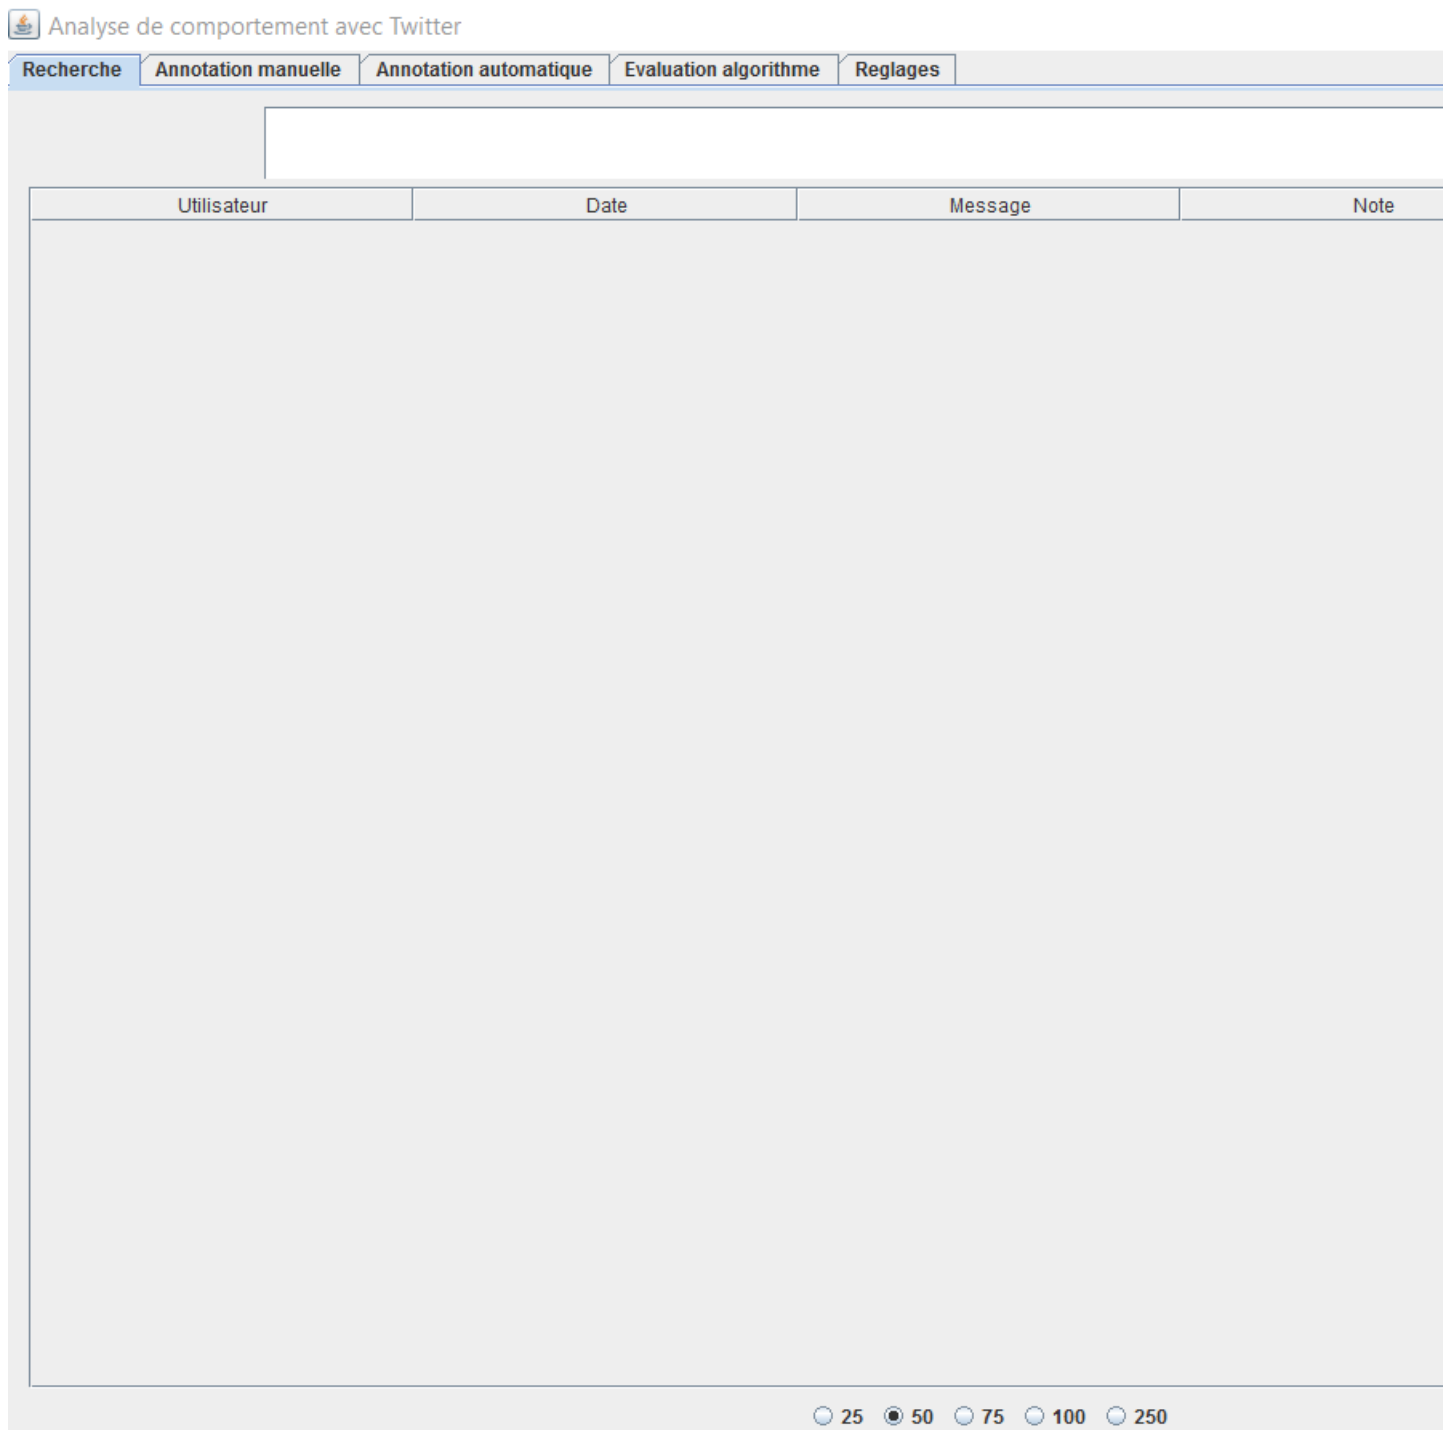 Analyse de comportement avec Twitter
Recherche Annotation manuelle Annotation automatique Evaluation algorithme Reglages
Utilisateur Date Message Note
25 50 75 100 250